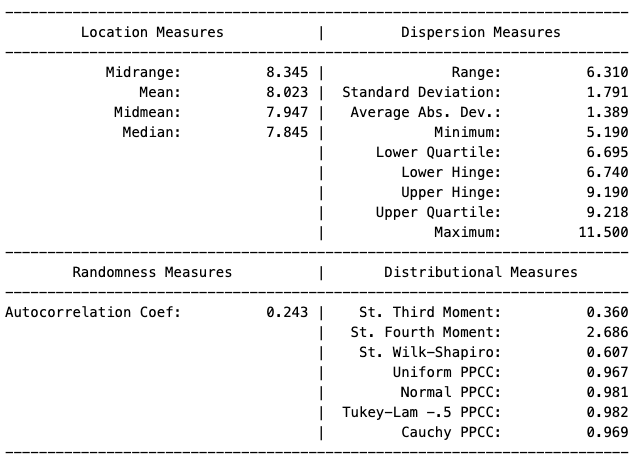 Location Measures | Dispersion Measures
Midrange: 8.345 | Range: 6.310
Mean: 8.023 | Standard Deviation: 1.791
Midmean: 7.947 | Average Abs. Dev.: 1.389
Median: 7.845 | Minimum: 5.190
| Lower Quartile: 6.695
| Lower Hinge: 6.740
| Upper Hinge: 9.190
| Upper Quartile: 9.218
| Maximum: 11.500
Randomness Measures | Distributional Measures
Autocorrelation Coef: 0.243 | St. Third Moment: 0.360
| St. Fourth Moment: 2.686
| St. Wilk-Shapiro: 0.607
| Uniform PPCC: 0.967
| Normal PPCC: 0.981
| Tukey-Lam -.5 PPCC: 0.982
| Cauchy PPCC: 0.969